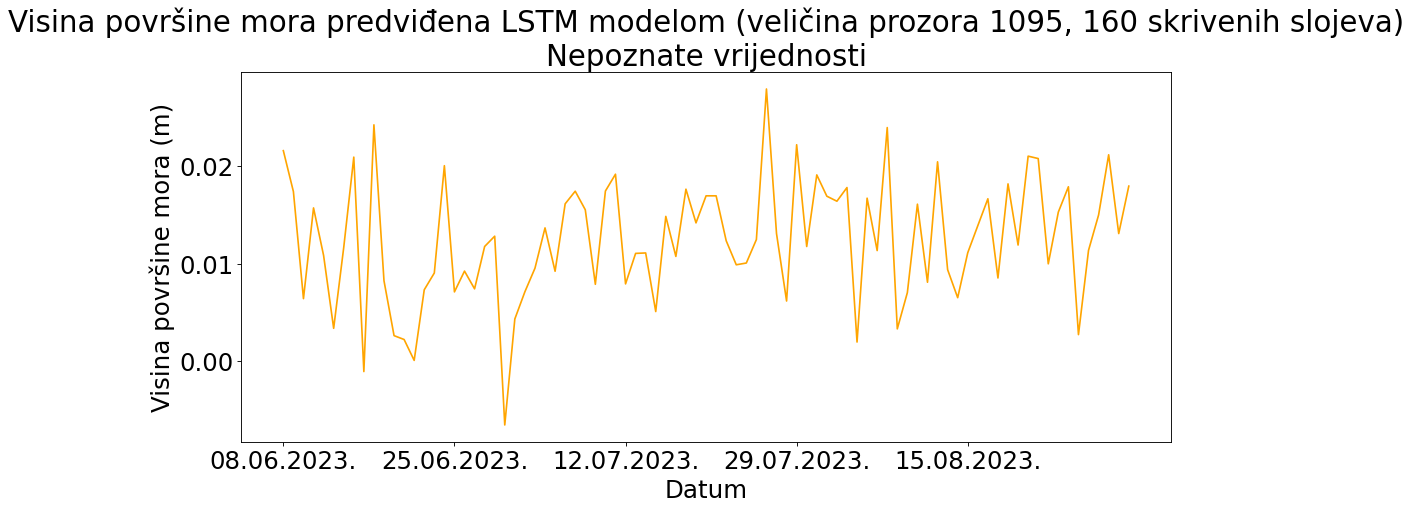 Visina površine mora predviđena LSTM modelom (veličina prozora 1095, 160 skrivenih slojeva)
Nepoznate vrijednosti
Visina površine mora (m)
0.02
0.01
0.00
08.06.2023.
25.06.2023.
12.07.2023.
29.07.2023.
15.08.2023.
Datum